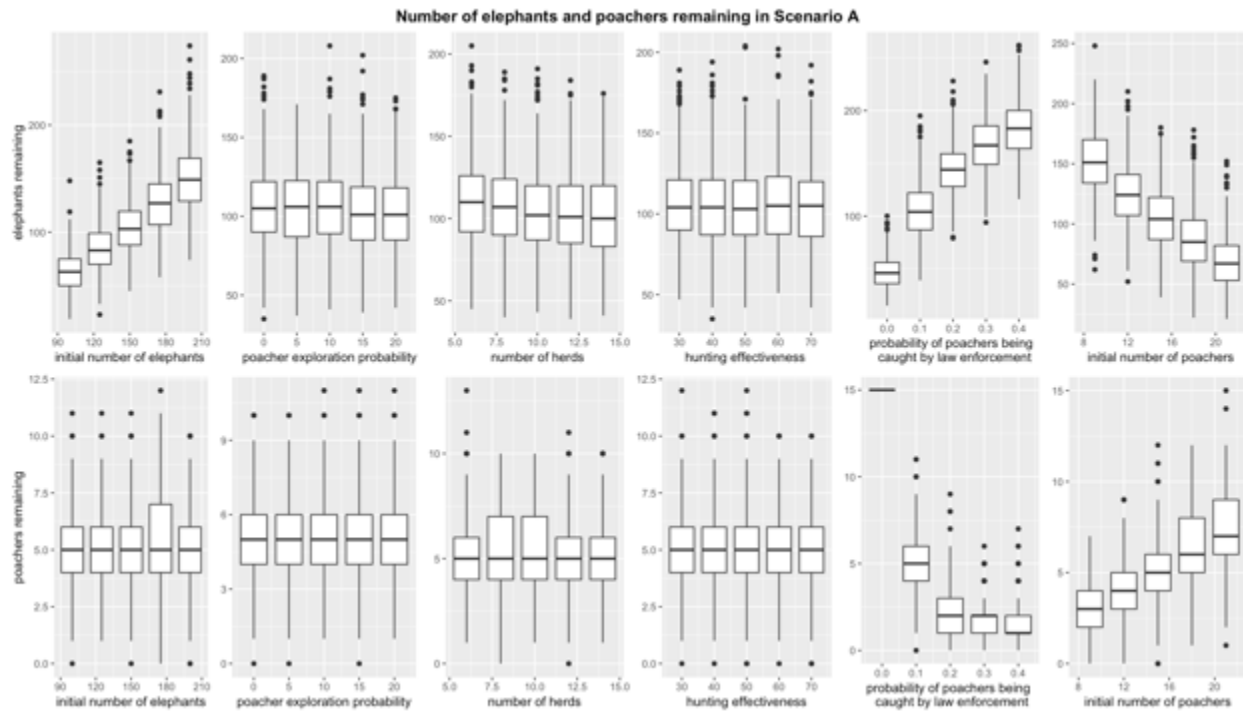 Number of elephants and poachers remaining in Scenario A
elephants remaining
200
100
90 120 150 180 210
initial number of elephants
200
150
100
50
0 5 10 15 20
poacher exploration probability
200
150
100
50
5.0 7.5 10.0 12.5 15.0
number of herds
200
150
100
50
30 40 50 60 70
hunting effectiveness
200
100
0.0 0.1 0.2 0.3 0.4
probability of poachers being
caught by law enforcement
250
200
150
100
50
8 12 16 20
initial number of poachers
poachers remaining
12.5
10.0
7.5
5.0
2.5
0.0
90 120 150 180 210
initial number of elephants
9
6
3
0
0 5 10 15 20
poacher exploration probability
10
5
0
5.0 7.5 10.0 12.5 15.0
number of herds
12.5
10.0
7.5
5.0
2.5
0.0
30 40 50 60 70
hunting effectiveness
15
10
5
0
0.0 0.1 0.2 0.3 0.4
probability of poachers being
caught by law enforcement
15
10
5
0
8 12 16 20
initial number of poachers